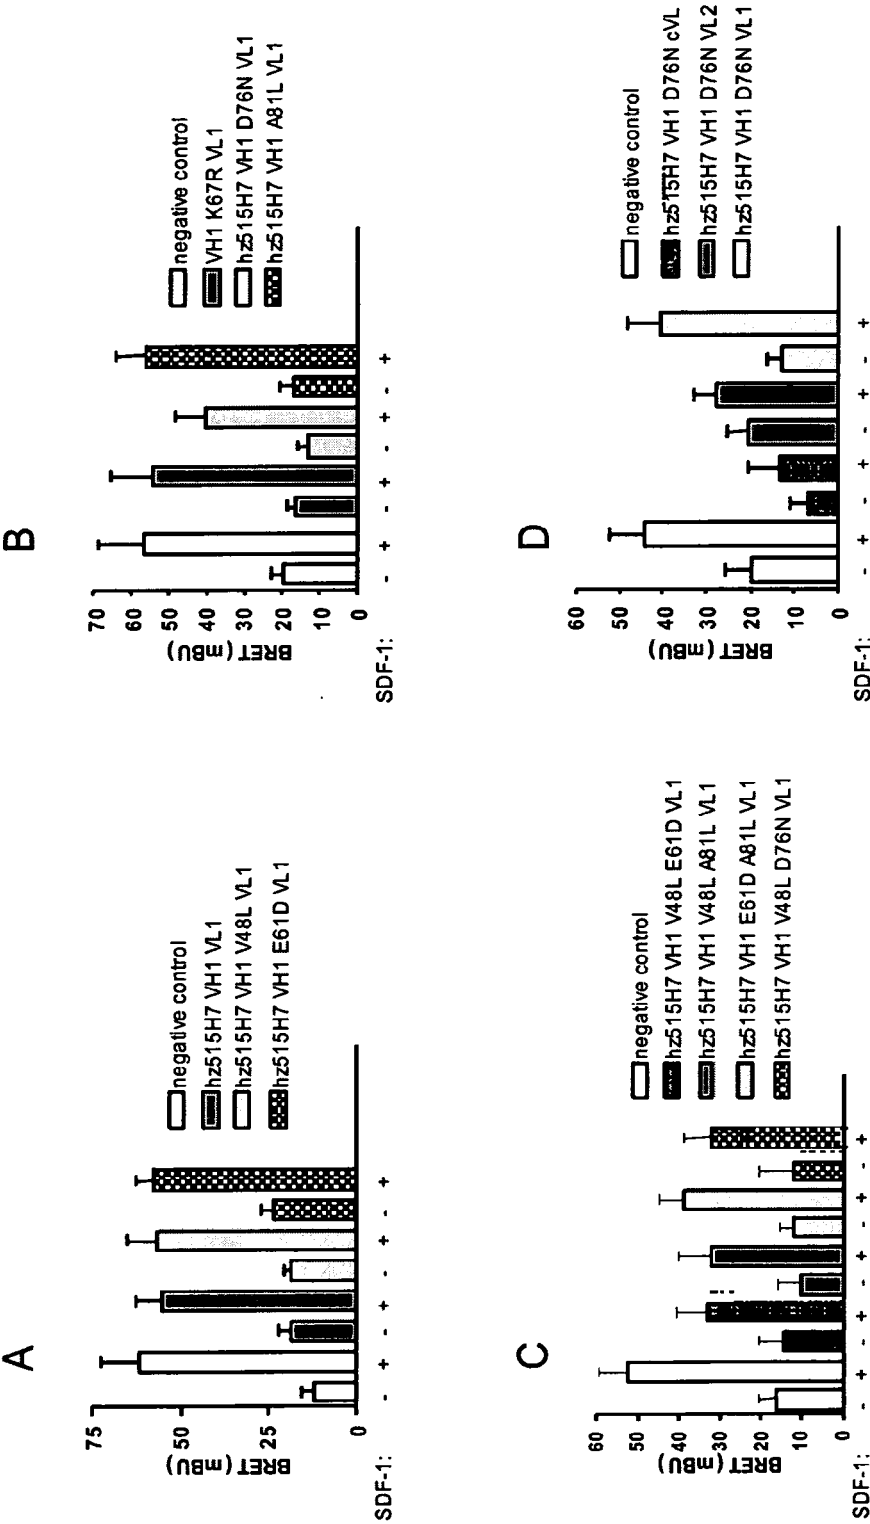 A
BRET (mBU)
75
50
25
0
SDF-1:
- + - + - + - +
negative control
hz515H7 VH1 VL1
hz515H7 VH1 V48L VL1
hz515H7 VH1 E61D VL1
B
BRET (mBU)
70
60
50
40
30
20
10
0
SDF-1:
- + - + - + - +
negative control
VH1 K67R VL1
hz515H7 VH1 D76N VL1
hz515H7 VH1 A81L VL1
C
BRET (mBU)
60
50
40
30
20
10
0
SDF-1:
- + - + - + - + - +
negative control
hz515H7 VH1 V48L E61D VL1
hz515H7 VH1 V48L A81L VL1
hz515H7 VH1 E61D A81L VL1
hz515H7 VH1 V48L D76N VL1
D
BRET (mBU)
60
50
40
30
20
10
0
SDF-1:
- + - + - + - +
negative control
hz515H7 VH1 D76N cVL
hz515H7 VH1 D76N VL2
hz515H7 VH1 D76N VL1